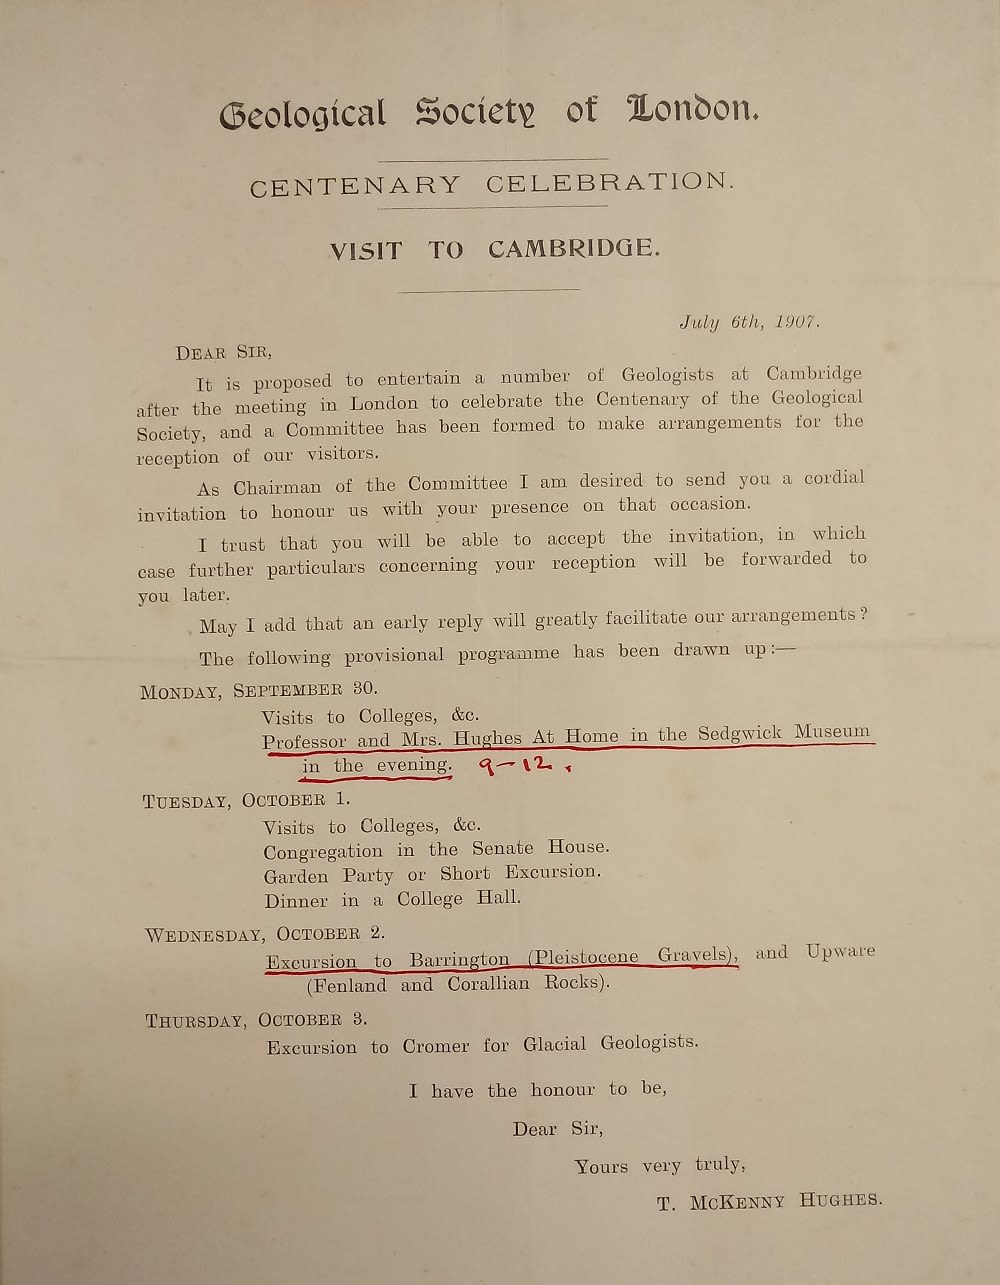 Geological Society of London.
CENTENARY CELEBRATION.
VISIT TO CAMBRIDGE.
July 6th, 1907.
DEAR SIR,
It is proposed to entertain a number of Geologists at Cambridge
after the meeting in London to celebrate the Centenary of the Geological
Society, and a Committee has been formed to make arrangements for the
reception of our visitors.
As Chairman of the Committee I am desired to send you a cordial
invitation to honour us with your presence on that occasion.
I trust that you will be able to accept the invitation, in which
case further particulars concerning your reception will be forwarded to
you later.
May I add that an early reply will greatly facilitate our arrangements?
The following provisional programme has been drawn up:—
MONDAY, SEPTEMBER 30.
Visits to Colleges, &c.
Professor and Mrs. Hughes At Home in the Sedgwick Museum
in the evening. 9–12.
TUESDAY, OCTOBER 1.
Visits to Colleges, &c.
Congregation in the Senate House.
Garden Party or Short Excursion.
Dinner in a College Hall.
WEDNESDAY, OCTOBER 2.
Excursion to Barrington (Pleistocene Gravels), and Upware
(Fenland and Corallian Rocks).
THURSDAY, OCTOBER 3.
Excursion to Cromer for Glacial Geologists.
I have the honour to be,
Dear Sir,
Yours very truly,
T. MCKENNY HUGHES.